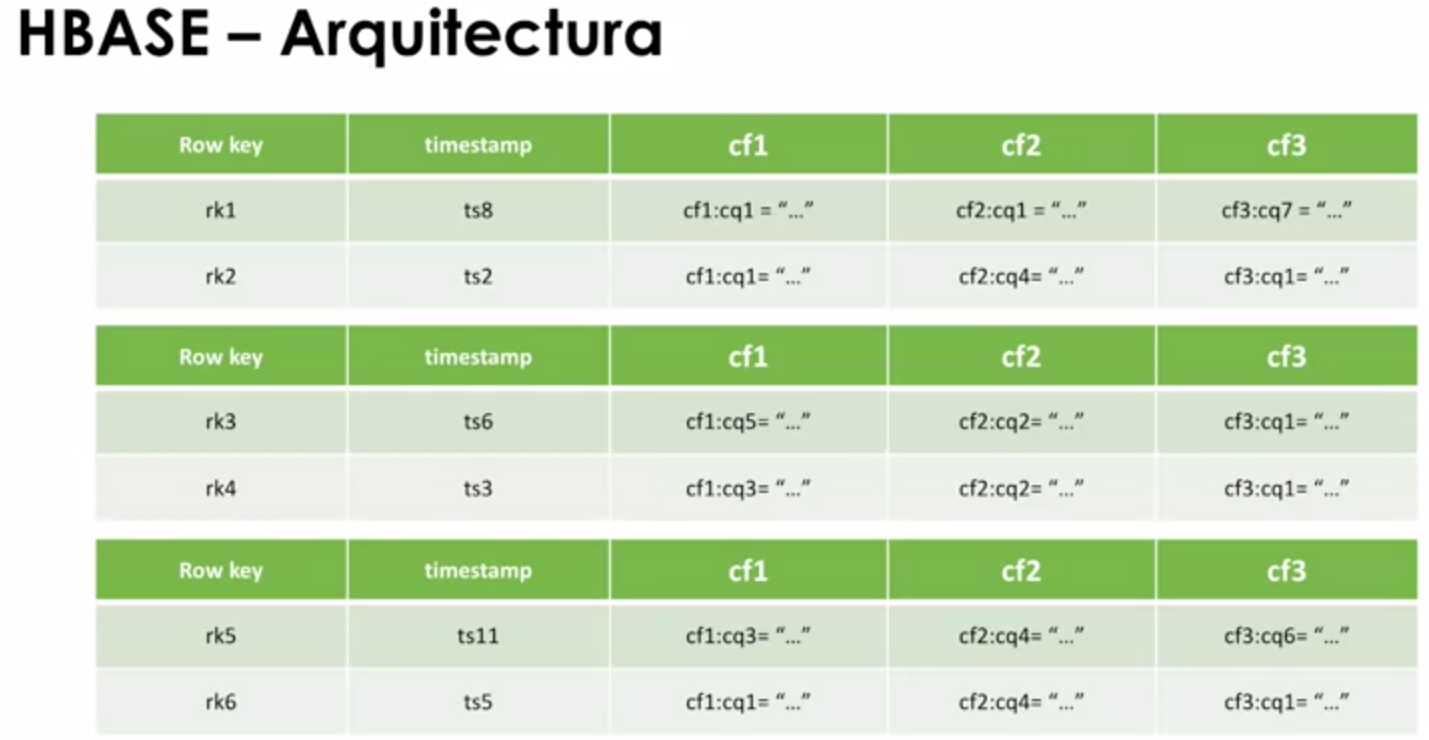 HBASE – Arquitectura
Row key timestamp cf1 cf2 cf3
rk1 ts8 cf1:cq1 = “...” cf2:cq1 = “...” cf3:cq7 = “...”
rk2 ts2 cf1:cq1= “...” cf2:cq4= “...” cf3:cq1= “...”
Row key timestamp cf1 cf2 cf3
rk3 ts6 cf1:cq5= “...” cf2:cq2= “...” cf3:cq1= “...”
rk4 ts3 cf1:cq3= “...” cf2:cq2= “...” cf3:cq1= “...”
Row key timestamp cf1 cf2 cf3
rk5 ts11 cf1:cq3= “...” cf2:cq4= “...” cf3:cq6= “...”
rk6 ts5 cf1:cq1= “...” cf2:cq4= “...” cf3:cq1= “...”